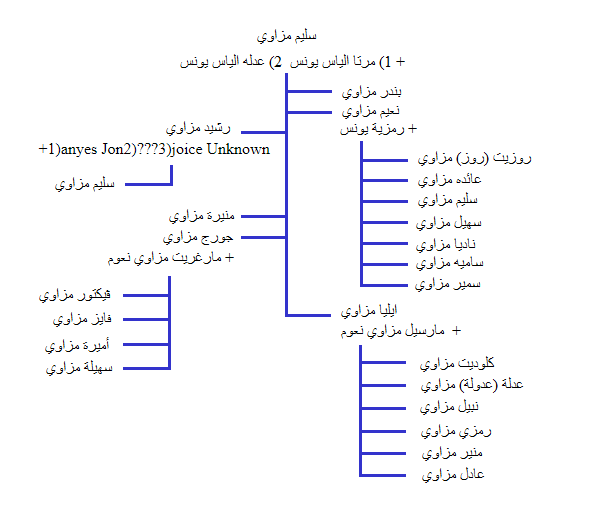 سليم مزاوي
+ 1) مرتا الياس يونس 2) عدله الياس يونس
بندر مزاوي
نعيم مزاوي
+ رمزية يونس
روزيت (روز) مزاوي
عائده مزاوي
سليم مزاوي
سهيل مزاوي
ناديا مزاوي
ساميه مزاوي
سمير مزاوي
رشيد مزاوي
+1)anyes Jon2)???3)joice Unknown
سليم مزاوي
منيرة مزاوي
جورج مزاوي
+ مارغريت مزاوي نعوم
ڤيكتور مزاوي
فايز مزاوي
أميرة مزاوي
سهيلة مزاوي
ايليا مزاوي
+ مارسيل مزاوي نعوم
كلوديت مزاوي
عدلة (عدولة) مزاوي
نبيل مزاوي
رمزي مزاوي
منير مزاوي
عادل مزاوي